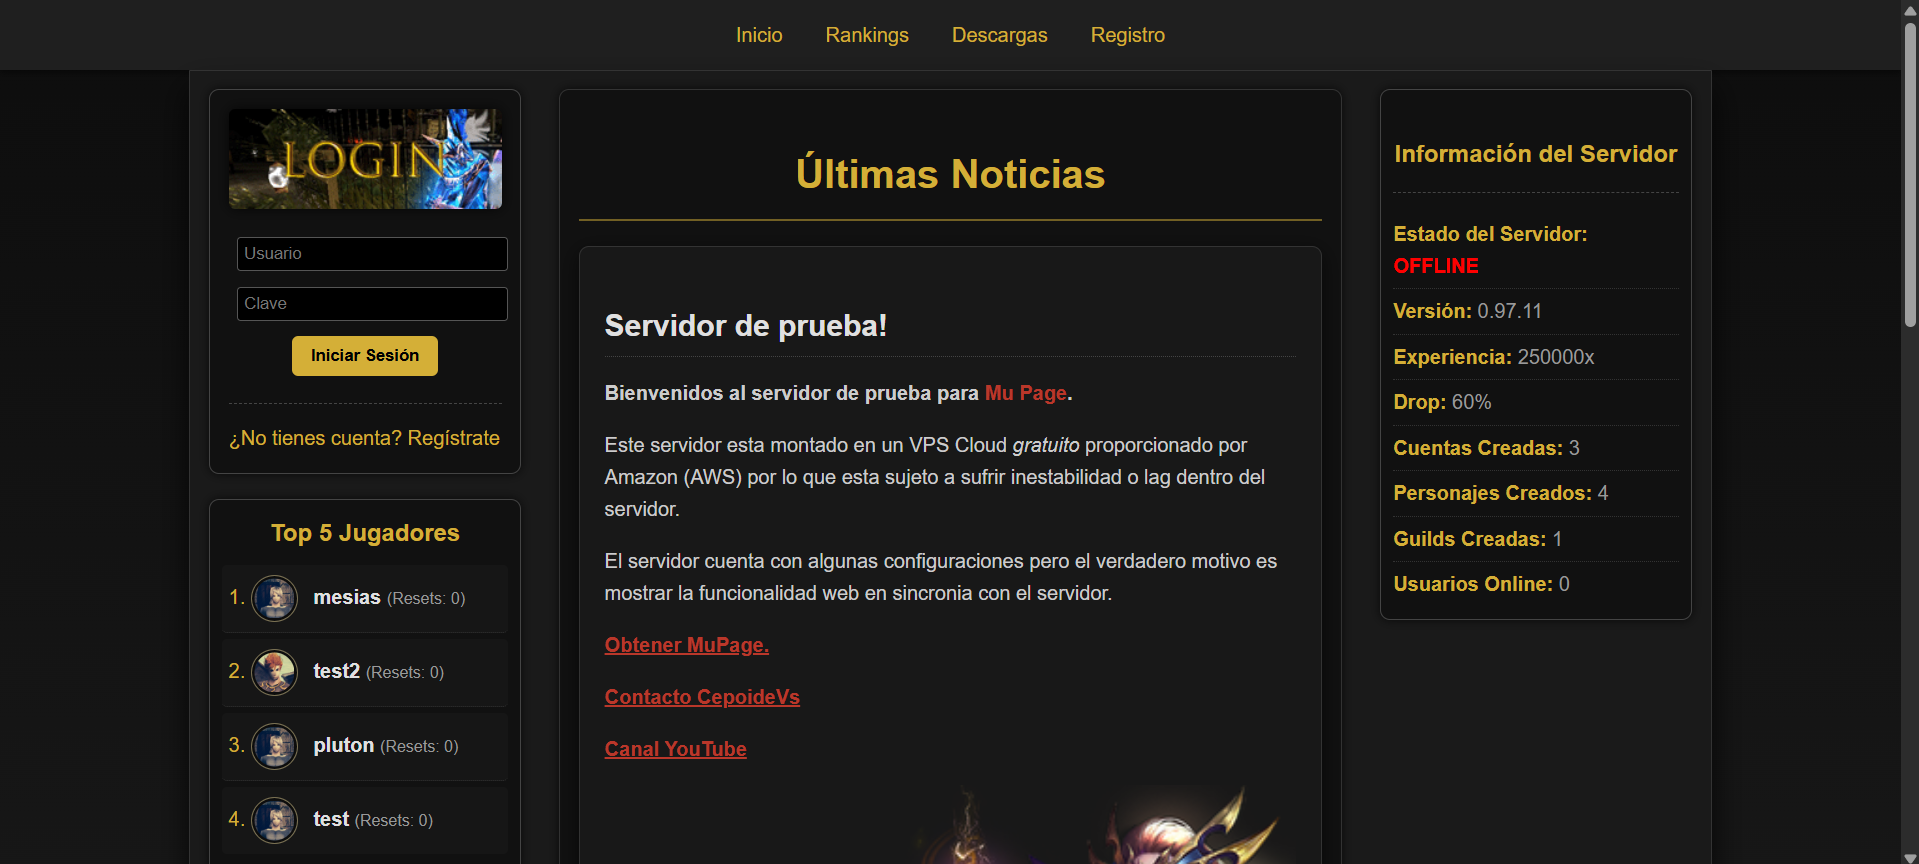 Inicio Rankings Descargas Registro
LOGIN
Usuario
Clave
Iniciar Sesión
¿No tienes cuenta? Regístrate
Top 5 Jugadores
1. mesias (Resets: 0)
2. test2 (Resets: 0)
3. pluton (Resets: 0)
4. test (Resets: 0)
Últimas Noticias
Servidor de prueba!
Bienvenidos al servidor de prueba para Mu Page.
Este servidor esta montado en un VPS Cloud gratuito proporcionado por
Amazon (AWS) por lo que esta sujeto a sufrir inestabilidad o lag dentro del
servidor.
El servidor cuenta con algunas configuraciones pero el verdadero motivo es
mostrar la funcionalidad web en sincronia con el servidor.
Obtener MuPage.
Contacto CepoideVs
Canal YouTube
Información del Servidor
Estado del Servidor:
OFFLINE
Versión: 0.97.11
Experiencia: 250000x
Drop: 60%
Cuentas Creadas: 3
Personajes Creados: 4
Guilds Creadas: 1
Usuarios Online: 0